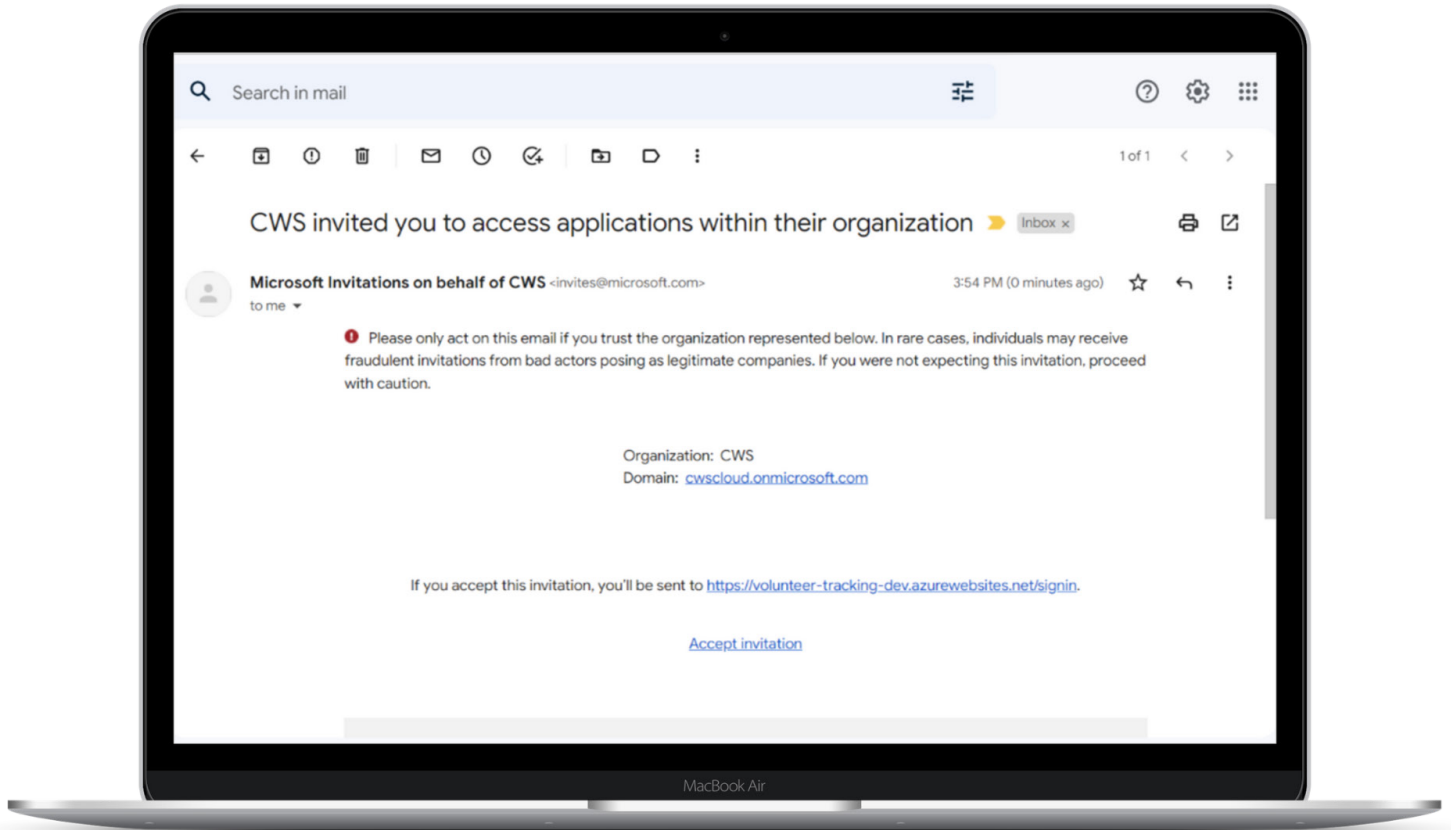 Search in mail
1 of 1
CWS invited you to access applications within their organization
Inbox ×
Microsoft Invitations on behalf of CWS <invites@microsoft.com>
3:54 PM (0 minutes ago)
to me
Please only act on this email if you trust the organization represented below. In rare cases, individuals may receive
fraudulent invitations from bad actors posing as legitimate companies. If you were not expecting this invitation, proceed
with caution.
Organization: CWS
Domain: cwscloud.onmicrosoft.com
If you accept this invitation, you'll be sent to https://volunteer-tracking-dev.azurewebsites.net/signin.
Accept invitation
MacBook Air